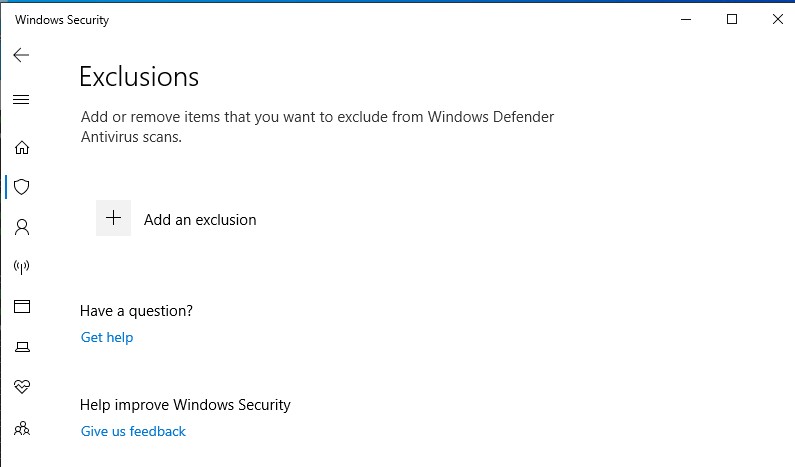 Windows Security
Exclusions
Add or remove items that you want to exclude from Windows Defender
Antivirus scans.
Add an exclusion
Have a question?
Get help
Help improve Windows Security
Give us feedback